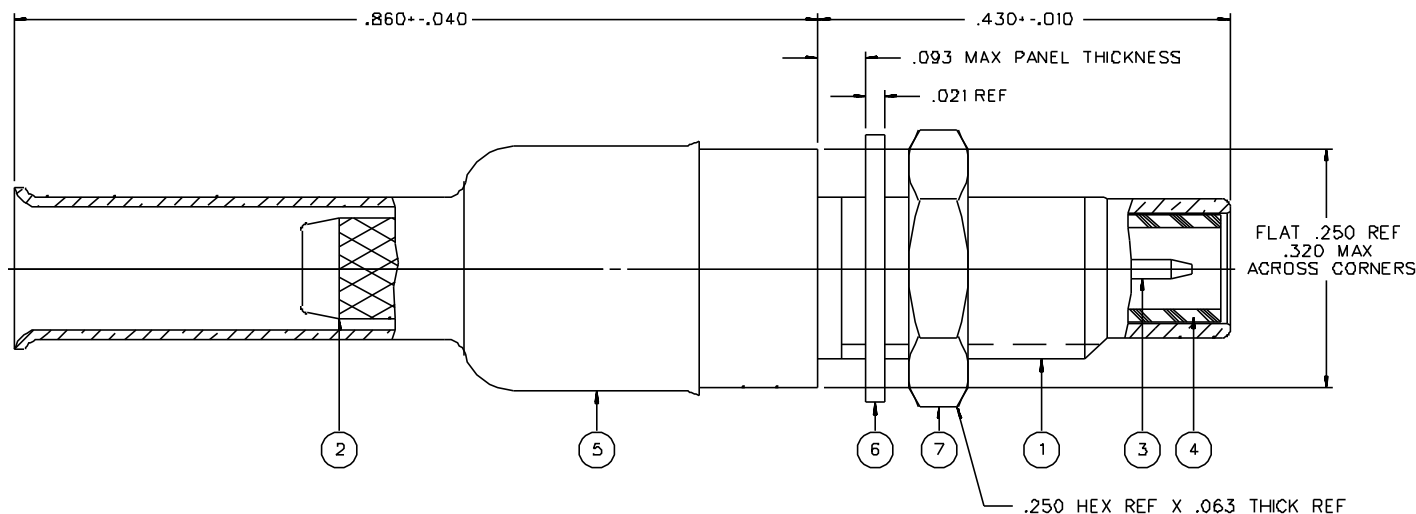 .860+-.040
.430+-.010
.093 MAX PANEL THICKNESS
.021 REF
FLAT .250 REF
.320 MAX
ACROSS CORNERS
2
5
6
7
1
3
4
.250 HEX REF X .063 THICK REF